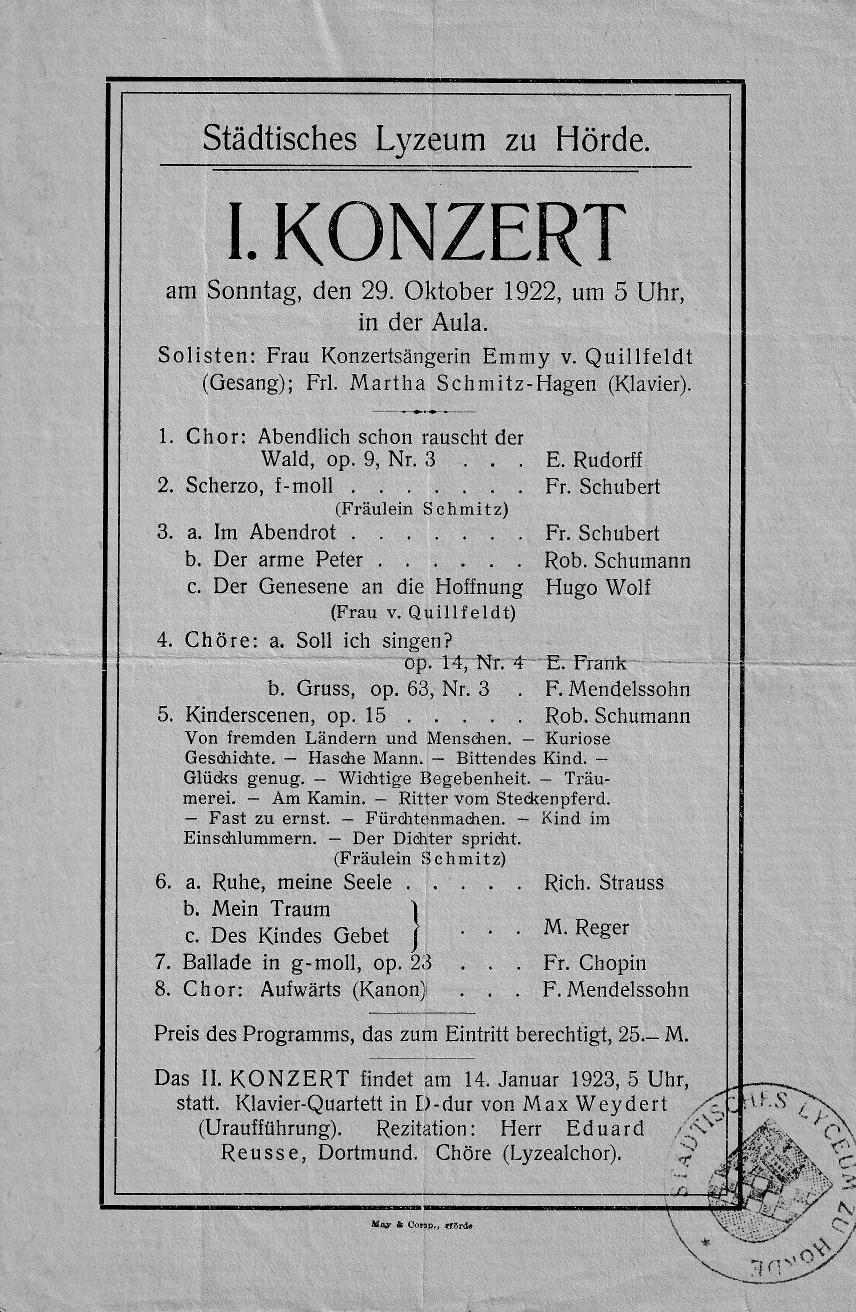 Städtisches Lyzeum zu Hörde.
I. KONZERT
am Sonntag, den 29. Oktober 1922, um 5 Uhr,
in der Aula.
Solisten: Frau Konzertsängerin Emmy v. Quillfeldt
(Gesang); Frl. Martha Schmitz-Hagen (Klavier).
1. Chor: Abendlich schon rauscht der
Wald, op. 9, Nr. 3 . . . E. Rudorff
2. Scherzo, f-moll . . . . . . . Fr. Schubert
(Fräulein Schmitz)
3. a. Im Abendrot . . . . . . . Fr. Schubert
b. Der arme Peter . . . . . . Rob. Schumann
c. Der Genesene an die Hoffnung Hugo Wolf
(Frau v. Quillfeldt)
4. Chöre: a. Soll ich singen?
op. 14, Nr. 4 E. Frank
b. Gruss, op. 63, Nr. 3 . F. Mendelssohn
5. Kinderscenen, op. 15 . . . . . Rob. Schumann
Von fremden Ländern und Menschen. — Kuriose
Geschichte. — Hasche Mann. — Bittendes Kind. —
Glücks genug. — Wichtige Begebenheit. — Träu-
merei. — Am Kamin. — Ritter vom Steckenpferd.
— Fast zu ernst. — Fürchtenmachen. — Kind im
Einschlummern. — Der Dichter spricht.
(Fräulein Schmitz)
6. a. Ruhe, meine Seele . . . . . Rich. Strauss
b. Mein Traum
c. Des Kindes Gebet } . . . M. Reger
7. Ballade in g-moll, op. 23 . . . Fr. Chopin
8. Chor: Aufwärts (Kanon) . . . F. Mendelssohn
Preis des Programms, das zum Eintritt berechtigt, 25.— M.
Das II. KONZERT findet am 14. Januar 1923, 5 Uhr,
statt. Klavier-Quartett in D-dur von Max Weydert
(Uraufführung). Rezitation: Herr Eduard
Reusse, Dortmund. Chöre (Lyzealchor).
May & Comp., Hörde
STÄDTISCHES LYCEUM ZU HÖRDE *